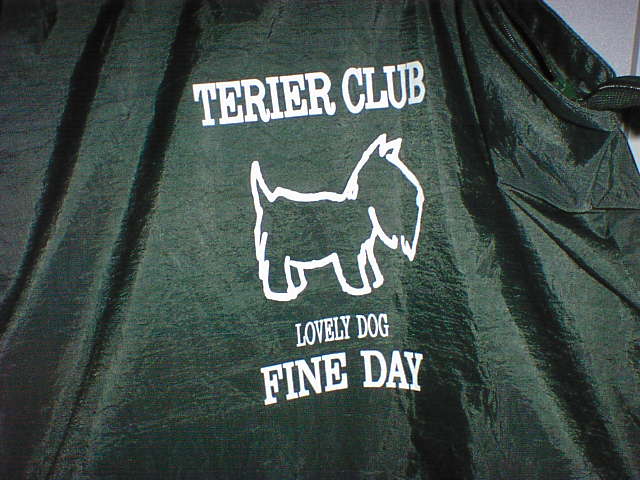 TERIER CLUB
LOVELY DOG
FINE DAY